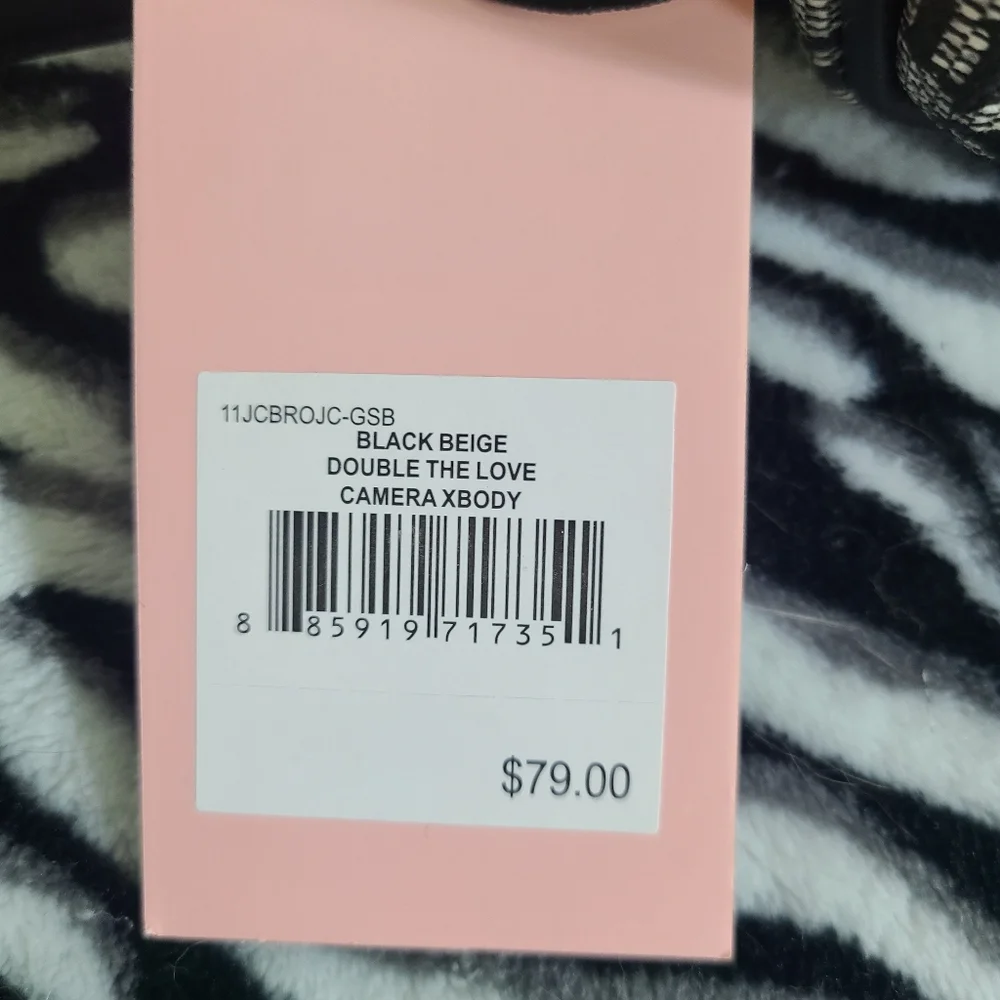 11JCBROJC-GSB
BLACK BEIGE
DOUBLE THE LOVE
CAMERA XBODY
8 85919 71735 1
$79.00